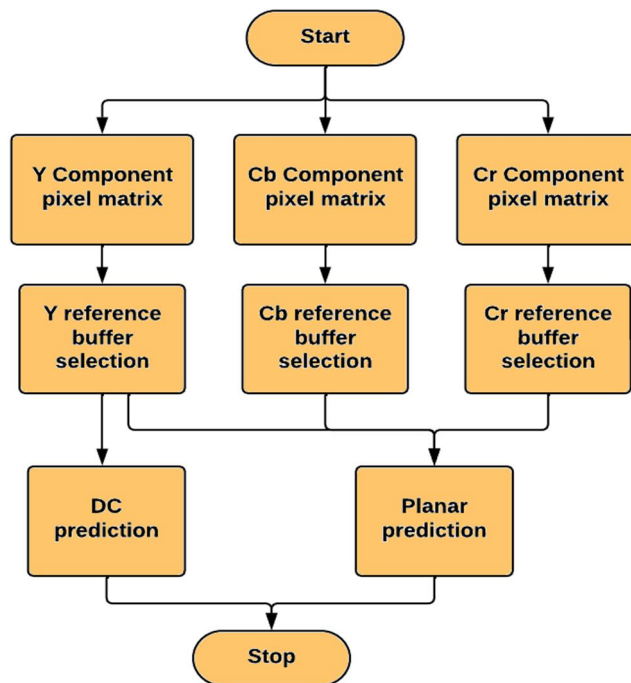 Start
Y Component
pixel matrix
Cb Component
pixel matrix
Cr Component
pixel matrix
Y reference
buffer
selection
Cb reference
buffer
selection
Cr reference
buffer
selection
DC
prediction
Planar
prediction
Stop